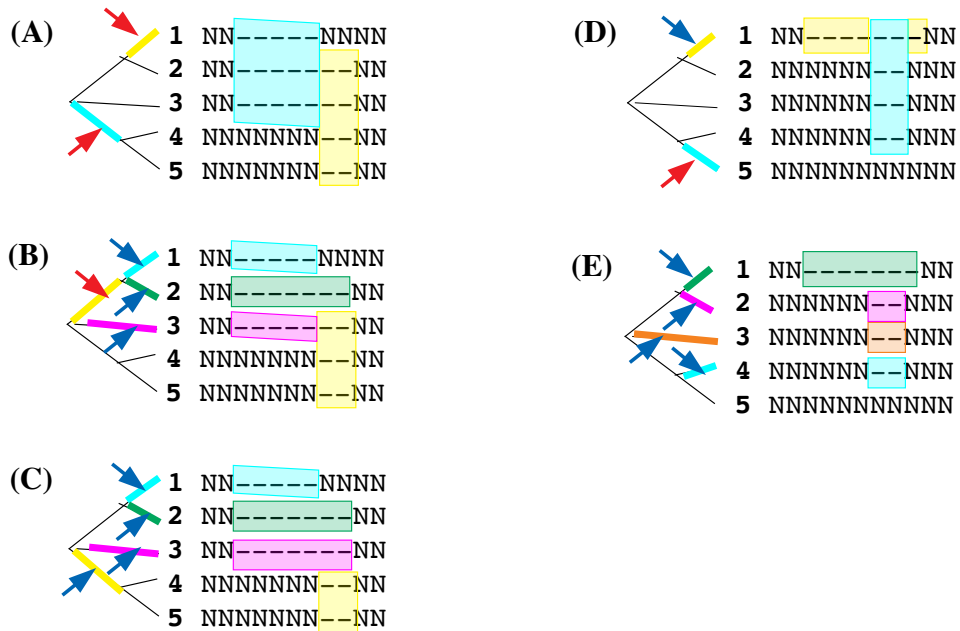 (A)
1 NN-----NNNN
2 NN-------NN
3 NN-------NN
4 NNNNNNN--NN
5 NNNNNNN--NN
(B)
1 NN-----NNNN
2 NN-------NN
3 NN-------NN
4 NNNNNNN--NN
5 NNNNNNN--NN
(C)
1 NN-----NNNN
2 NN-------NN
3 NN-------NN
4 NNNNNNN--NN
5 NNNNNNN--NN
(D)
1 NN-------NN
2 NNNNNN--NNN
3 NNNNNN--NNN
4 NNNNNN--NNN
5 NNNNNNNNNNN
(E)
1 NN-------NN
2 NNNNNN--NNN
3 NNNNNN--NNN
4 NNNNNN--NNN
5 NNNNNNNNNNN